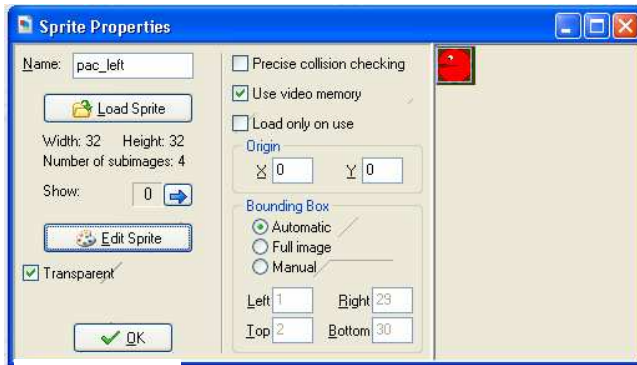 Sprite Properties
Name: pac_left
Load Sprite
Width: 32 Height: 32
Number of subimages: 4
Show: 0
Edit Sprite
Transparent
OK
Precise collision checking
Use video memory
Load only on use
Origin
X 0 Y 0
Bounding Box
Automatic
Full image
Manual
Left 1 Right 29
Top 2 Bottom 30